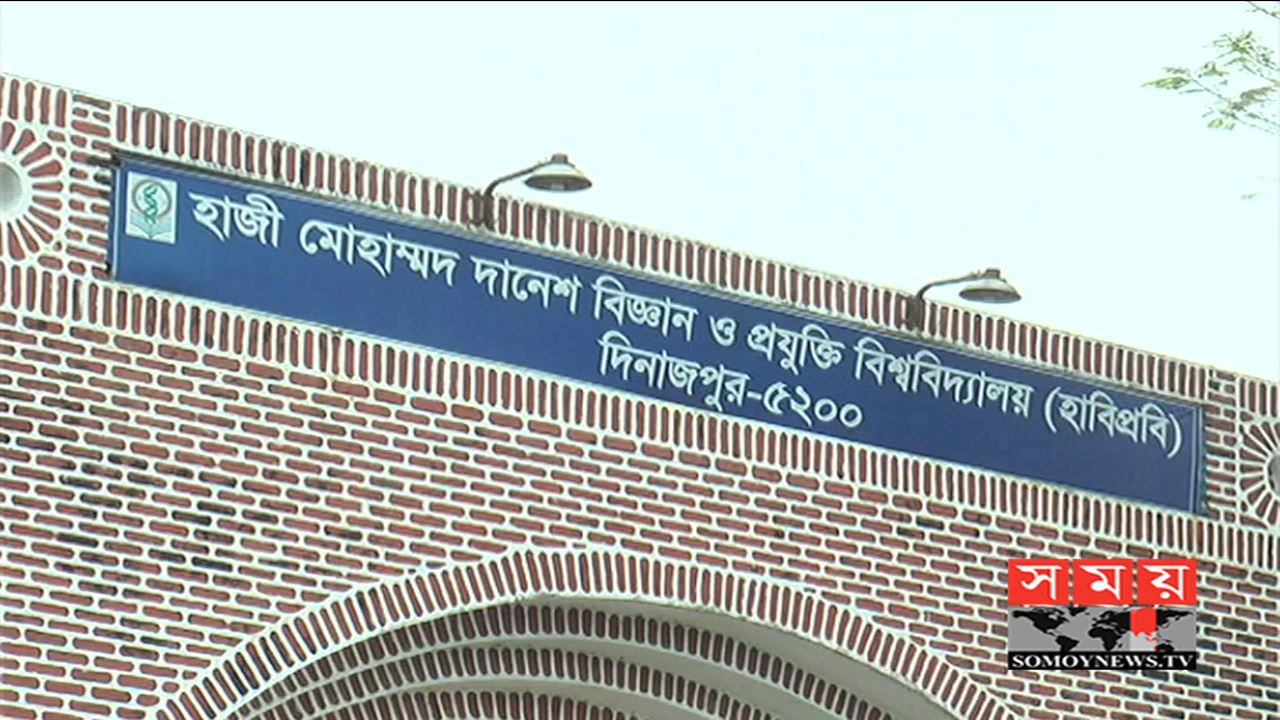 হাজী মোহাম্মদ দানেশ বিজ্ঞান ও প্রযুক্তি বিশ্ববিদ্যালয় (হাবিপ্রবি)
দিনাজপুর-৫২০০
সময়
SOMOYNEWS.TV